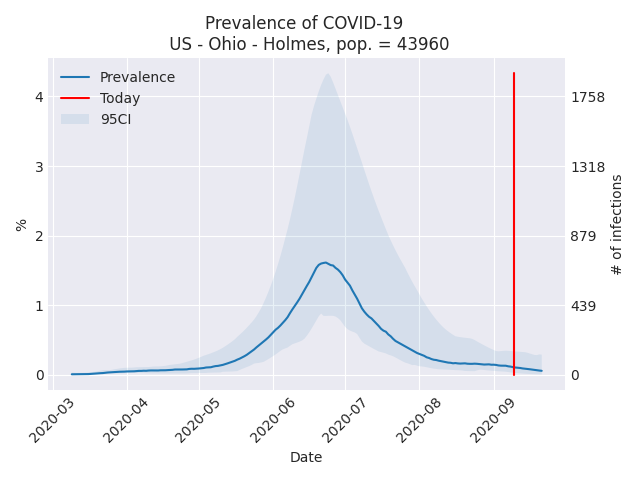 Prevalence of COVID-19
US - Ohio - Holmes, pop. = 43960
Prevalence
Today
95CI
4
3
2
1
0
%
1758
1318
879
439
0
# of infections
2020-03
2020-04
2020-05
2020-06
2020-07
2020-08
2020-09
Date